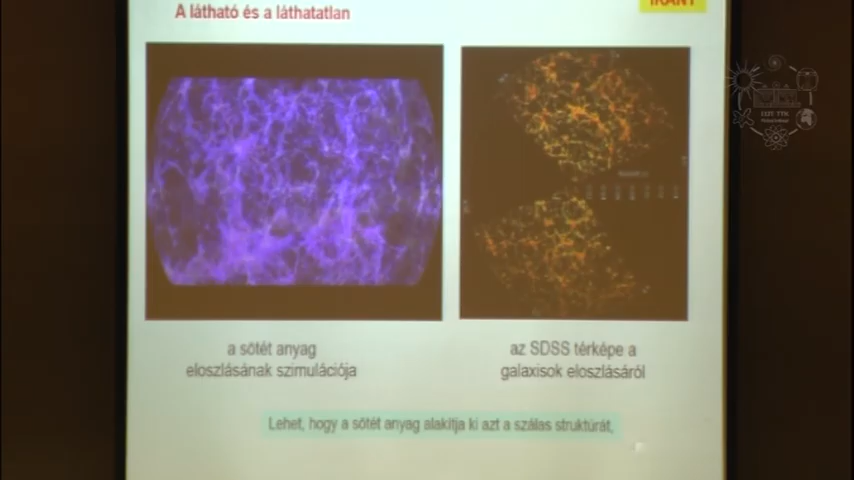 A látható és a láthatatlan
IRÁNY
a sötét anyag
eloszlásának szimulációja
az SDSS térképe a
galaxisok eloszlásáról
Lehet, hogy a sötét anyag alakítja ki azt a szálas struktúrát,